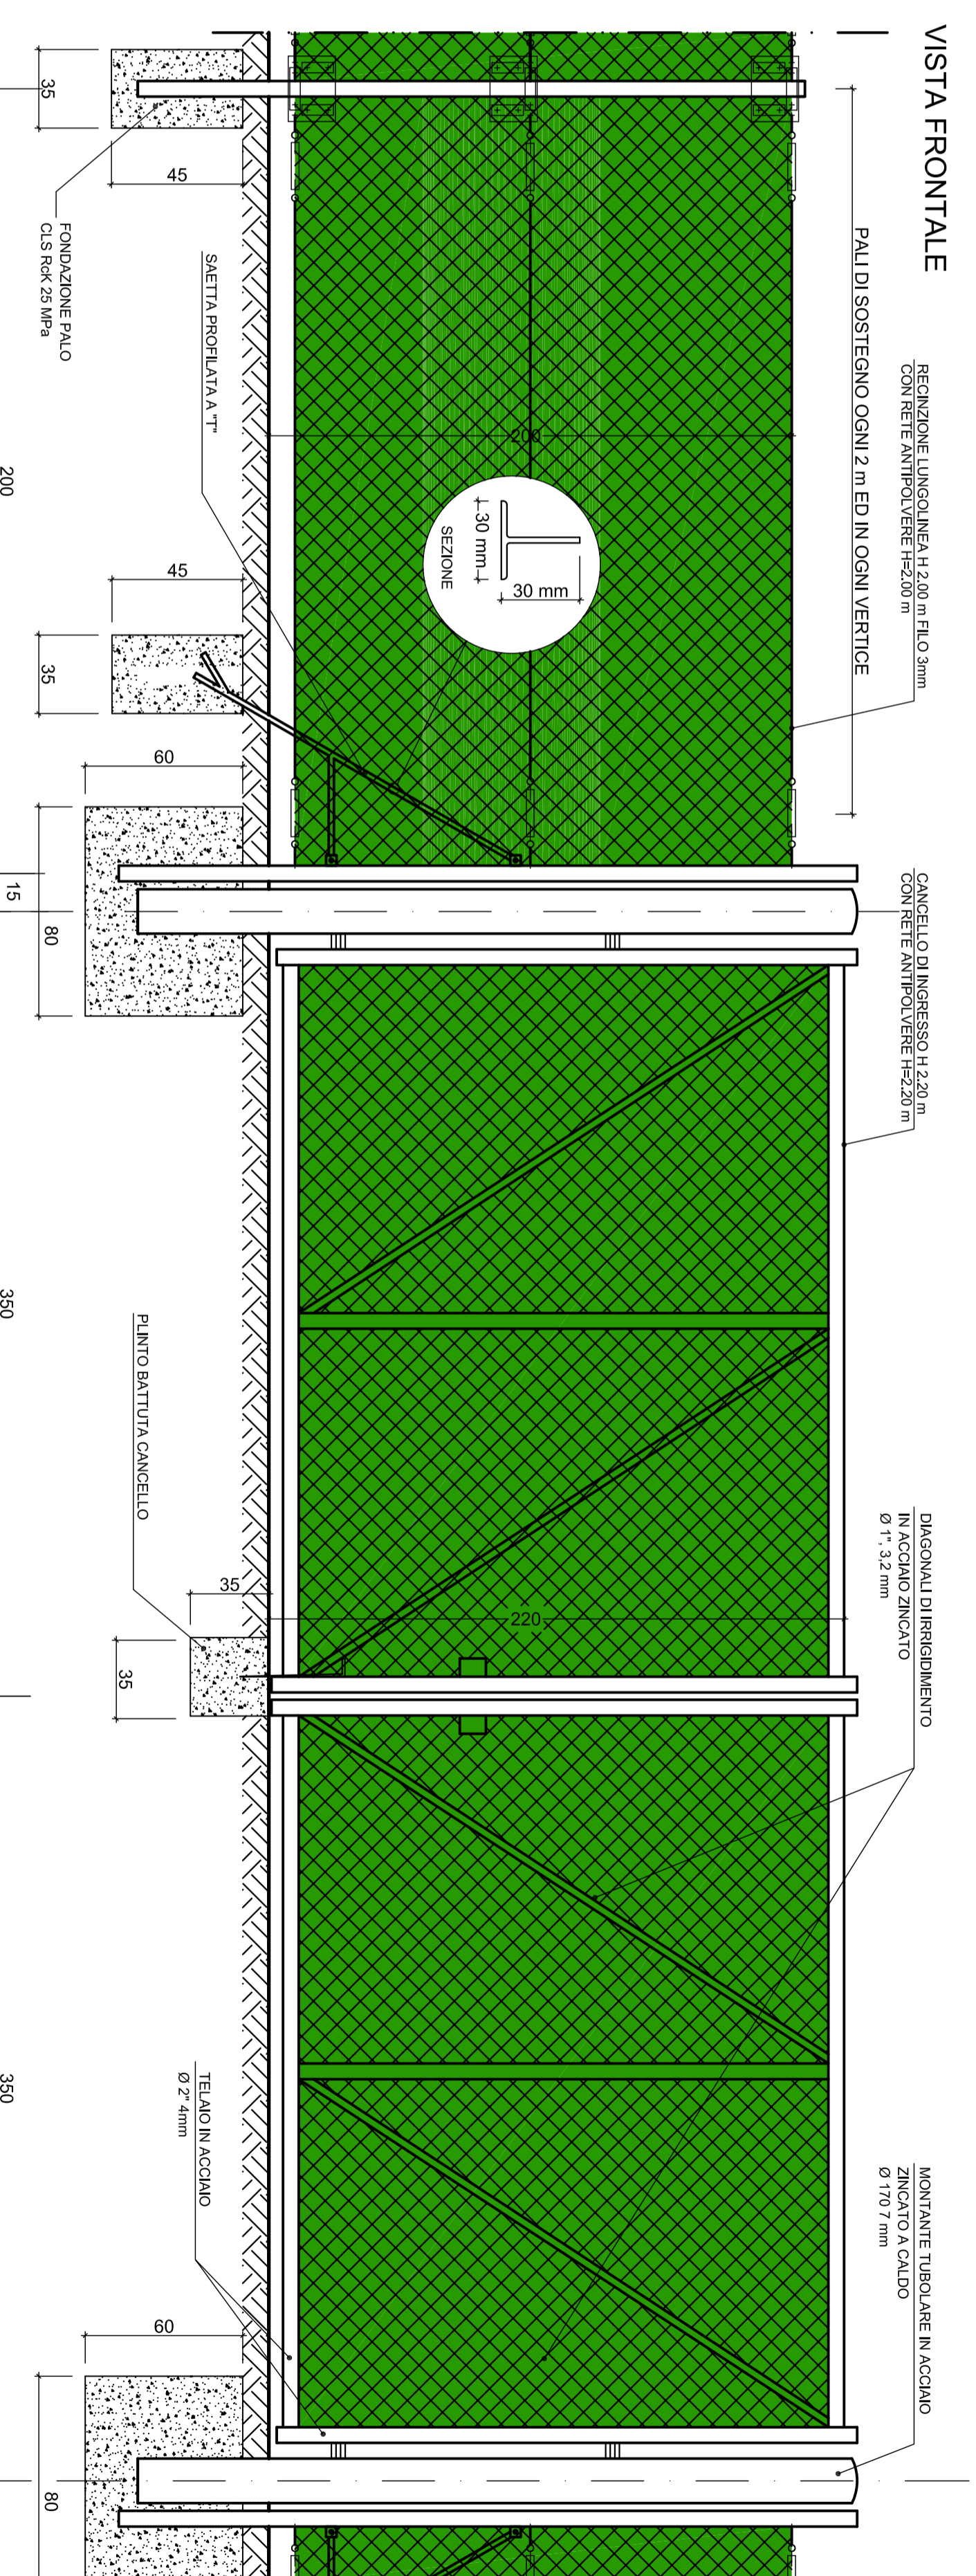 VISTA FRONTALE
RECINZIONE LUNGOLINEA H 2,00 m FILO 3mm
CON RETE ANTIPOLVERE H=2,00 m
PALI DI SOSTEGNO OGNI 2 m ED IN OGNI VERTICE
CANCELLO DI INGRESSO H 2.20 m
CON RETE ANTIPOLVERE H=2.20 m
DIAGONALI DI IRRIGIDIMENTO
IN ACCIAIO ZINCATO
Ø 1", 3,2 mm
MONTANTE TUBOLARE IN ACCIAIO
ZINCATO A CALDO
Ø 170 7 mm
200
30 mm
30 mm
SEZIONE
220
SAETTA PROFILATA A "T"
FONDAZIONE PALO
CLS RcK 25 MPa
PLINTO BATTUTA CANCELLO
TELAIO IN ACCIAIO
Ø 2" 4mm
45
45
60
35
60
35
35
80
35
80
15
200
350
350